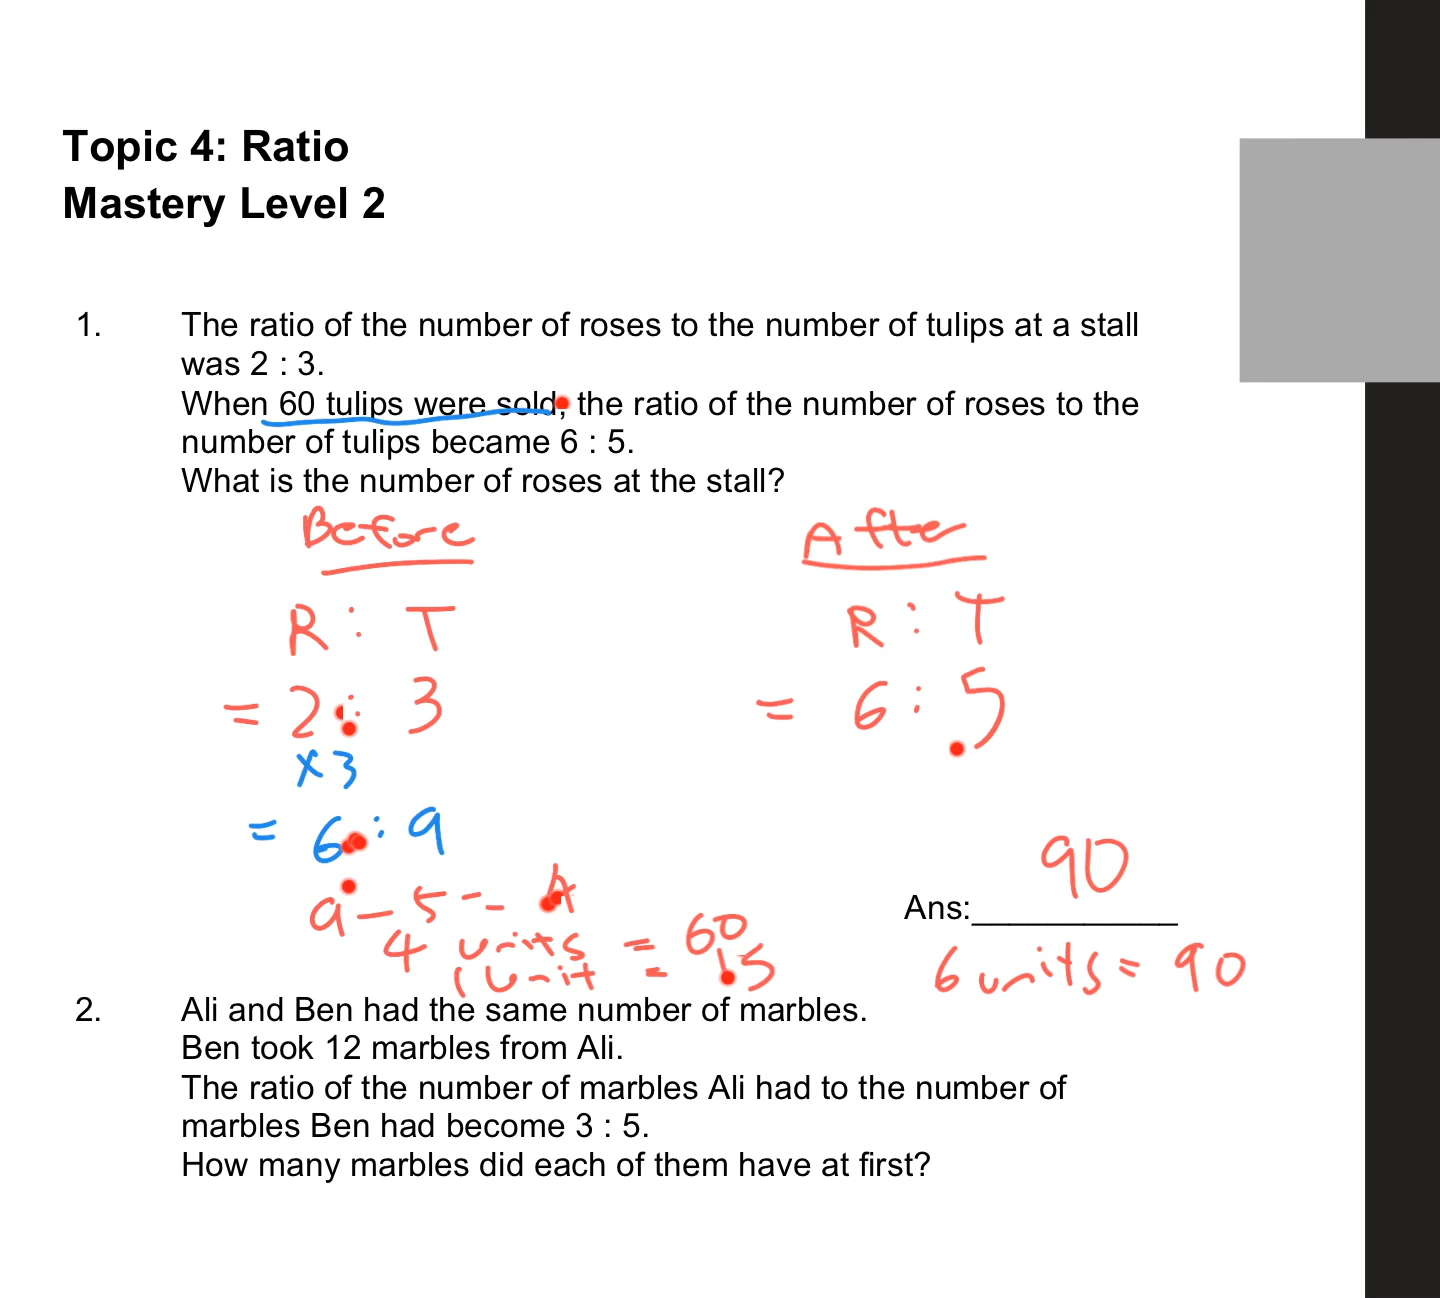 Topic 4: Ratio
Mastery Level 2
1. The ratio of the number of roses to the number of tulips at a stall
was 2 : 3.
When 60 tulips were sold, the ratio of the number of roses to the
number of tulips became 6 : 5.
What is the number of roses at the stall?
Before After
R : T R : T
= 2 : 3 = 6 : 5
x 3
= 6 : 9
90
9 - 5 = 4 Ans:
4 units = 60
1 unit = 15 6 units = 90
2. Ali and Ben had the same number of marbles.
Ben took 12 marbles from Ali.
The ratio of the number of marbles Ali had to the number of
marbles Ben had become 3 : 5.
How many marbles did each of them have at first?